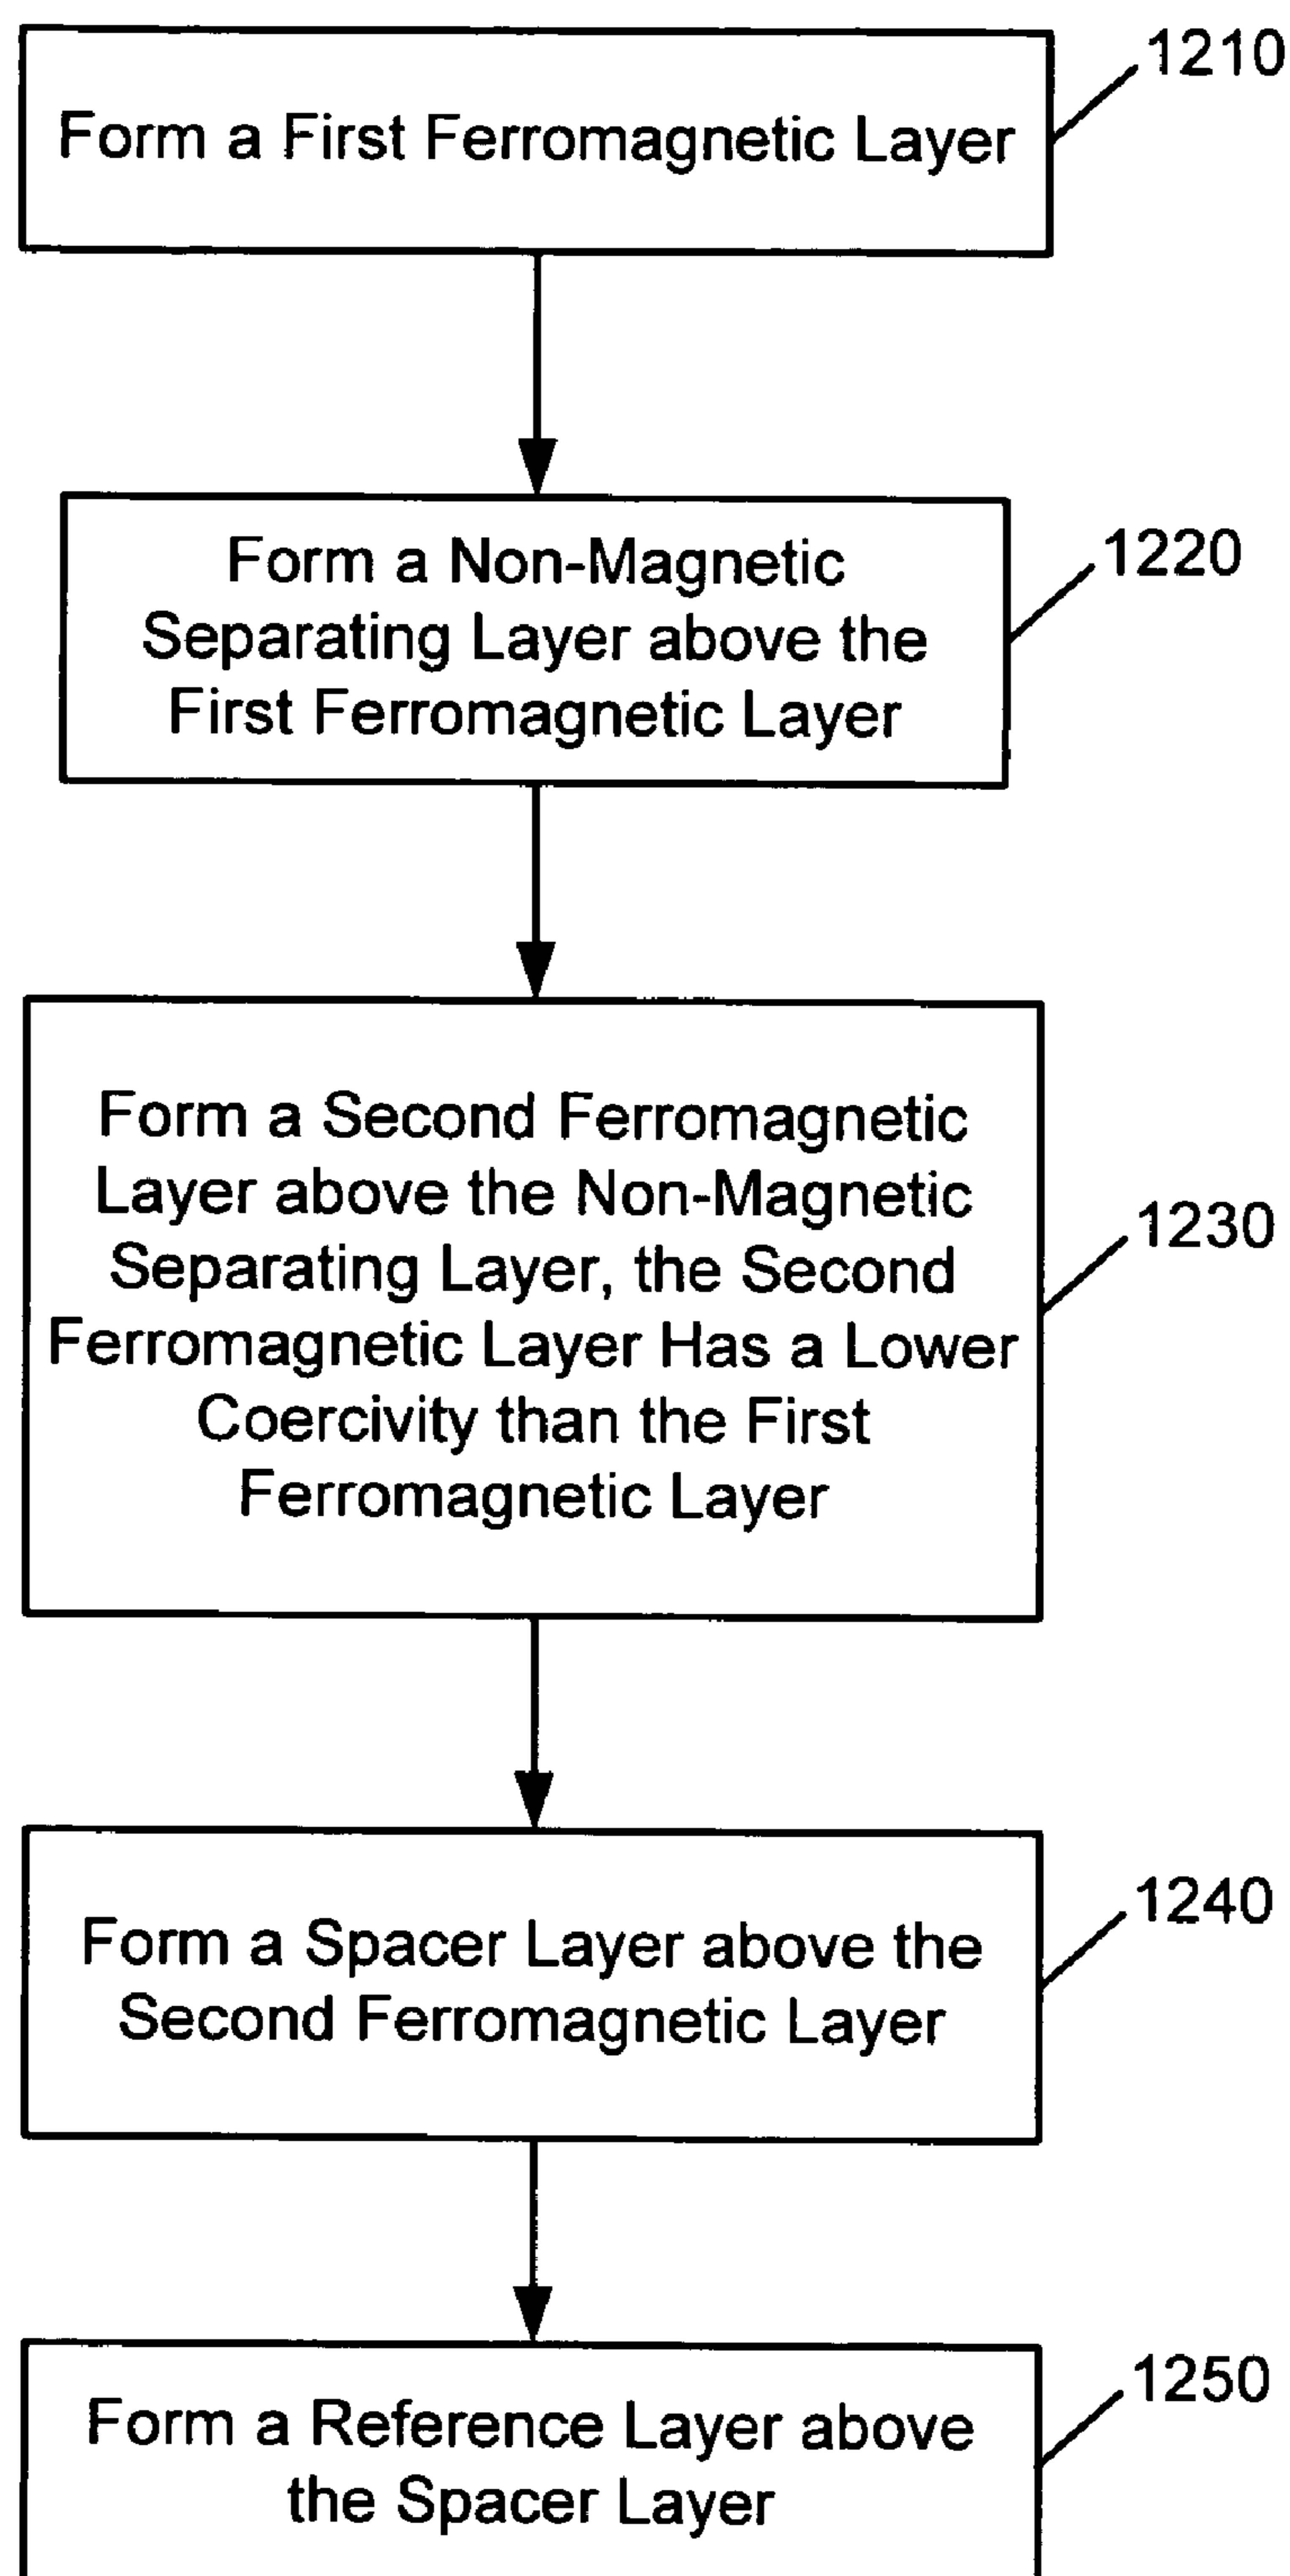 1210
Form a First Ferromagnetic Layer
1220
Form a Non-Magnetic
Separating Layer above the
First Ferromagnetic Layer
1230
Form a Second Ferromagnetic
Layer above the Non-Magnetic
Separating Layer, the Second
Ferromagnetic Layer Has a Lower
Coercivity than the First
Ferromagnetic Layer
1240
Form a Spacer Layer above the
Second Ferromagnetic Layer
1250
Form a Reference Layer above
the Spacer Layer